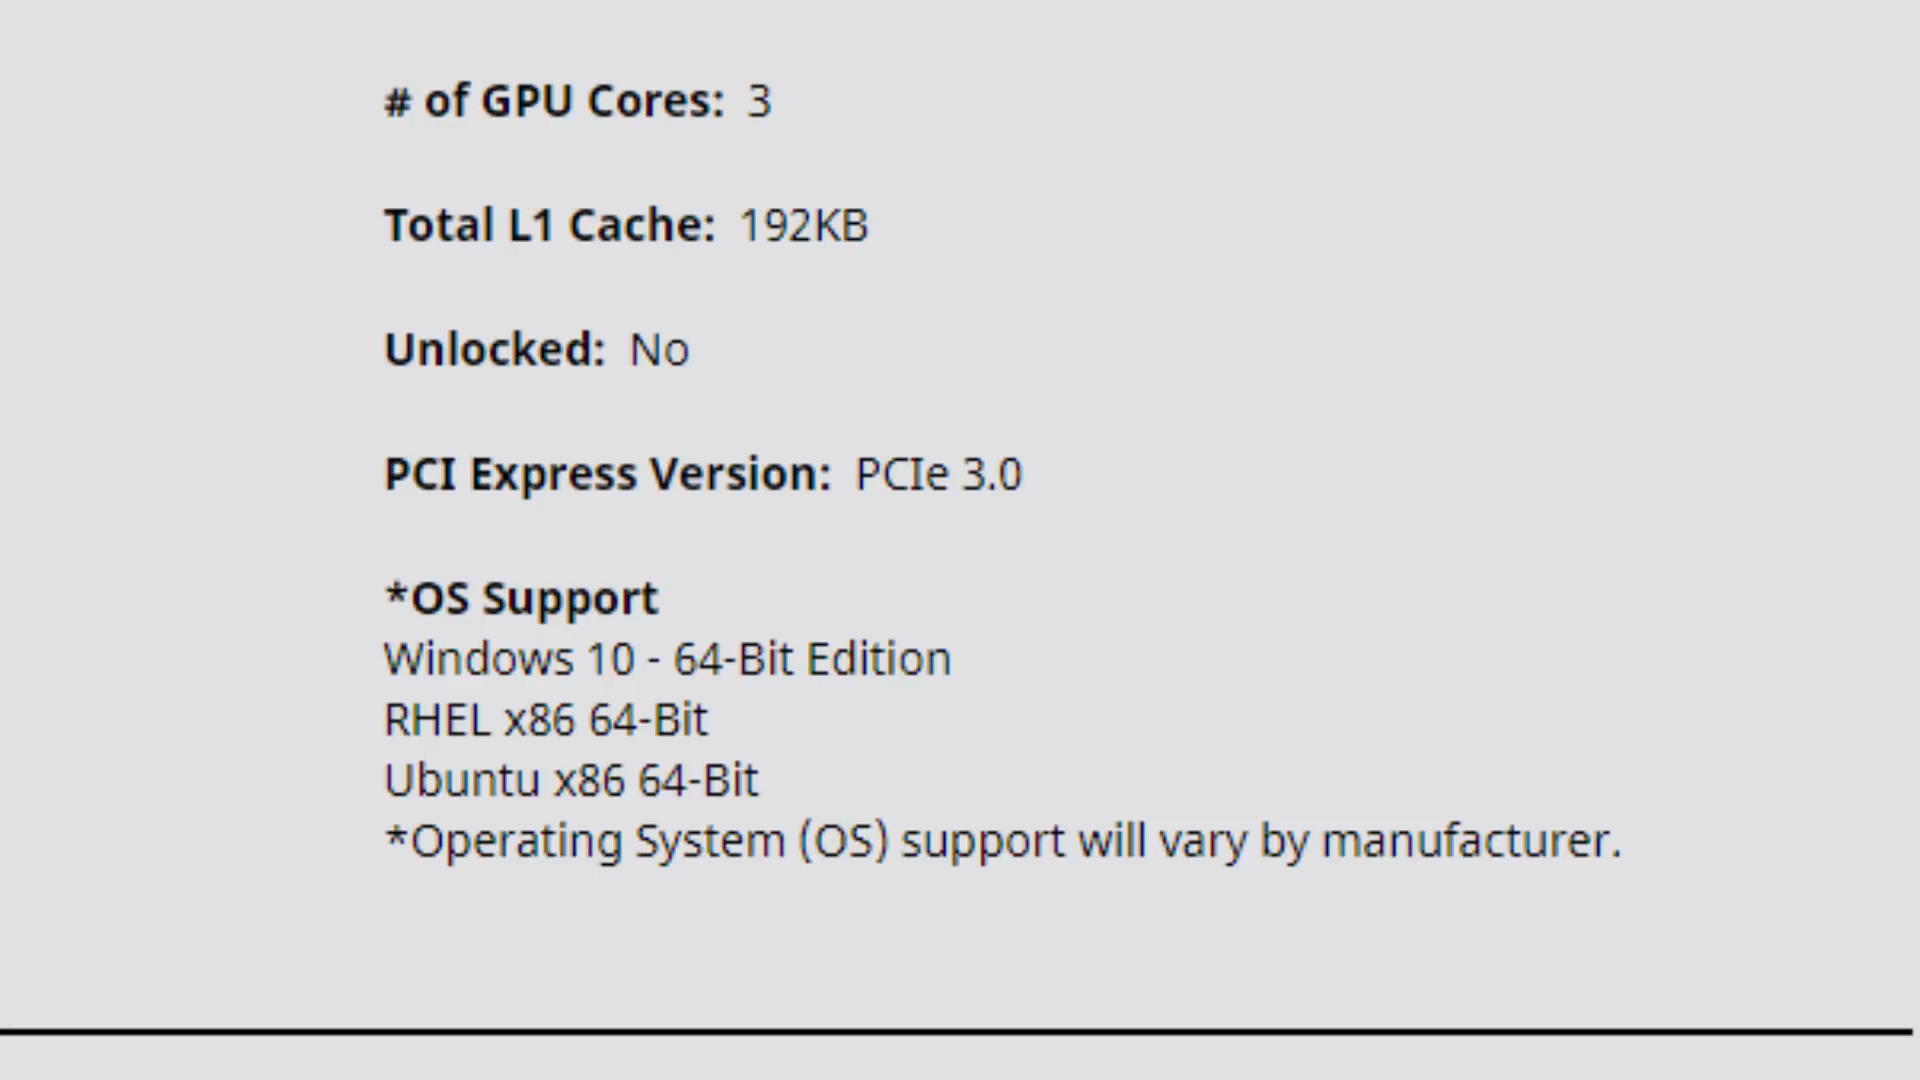 # of GPU Cores: 3
Total L1 Cache: 192KB
Unlocked: No
PCI Express Version: PCIe 3.0
*OS Support
Windows 10 - 64-Bit Edition
RHEL x86 64-Bit
Ubuntu x86 64-Bit
*Operating System (OS) support will vary by manufacturer.